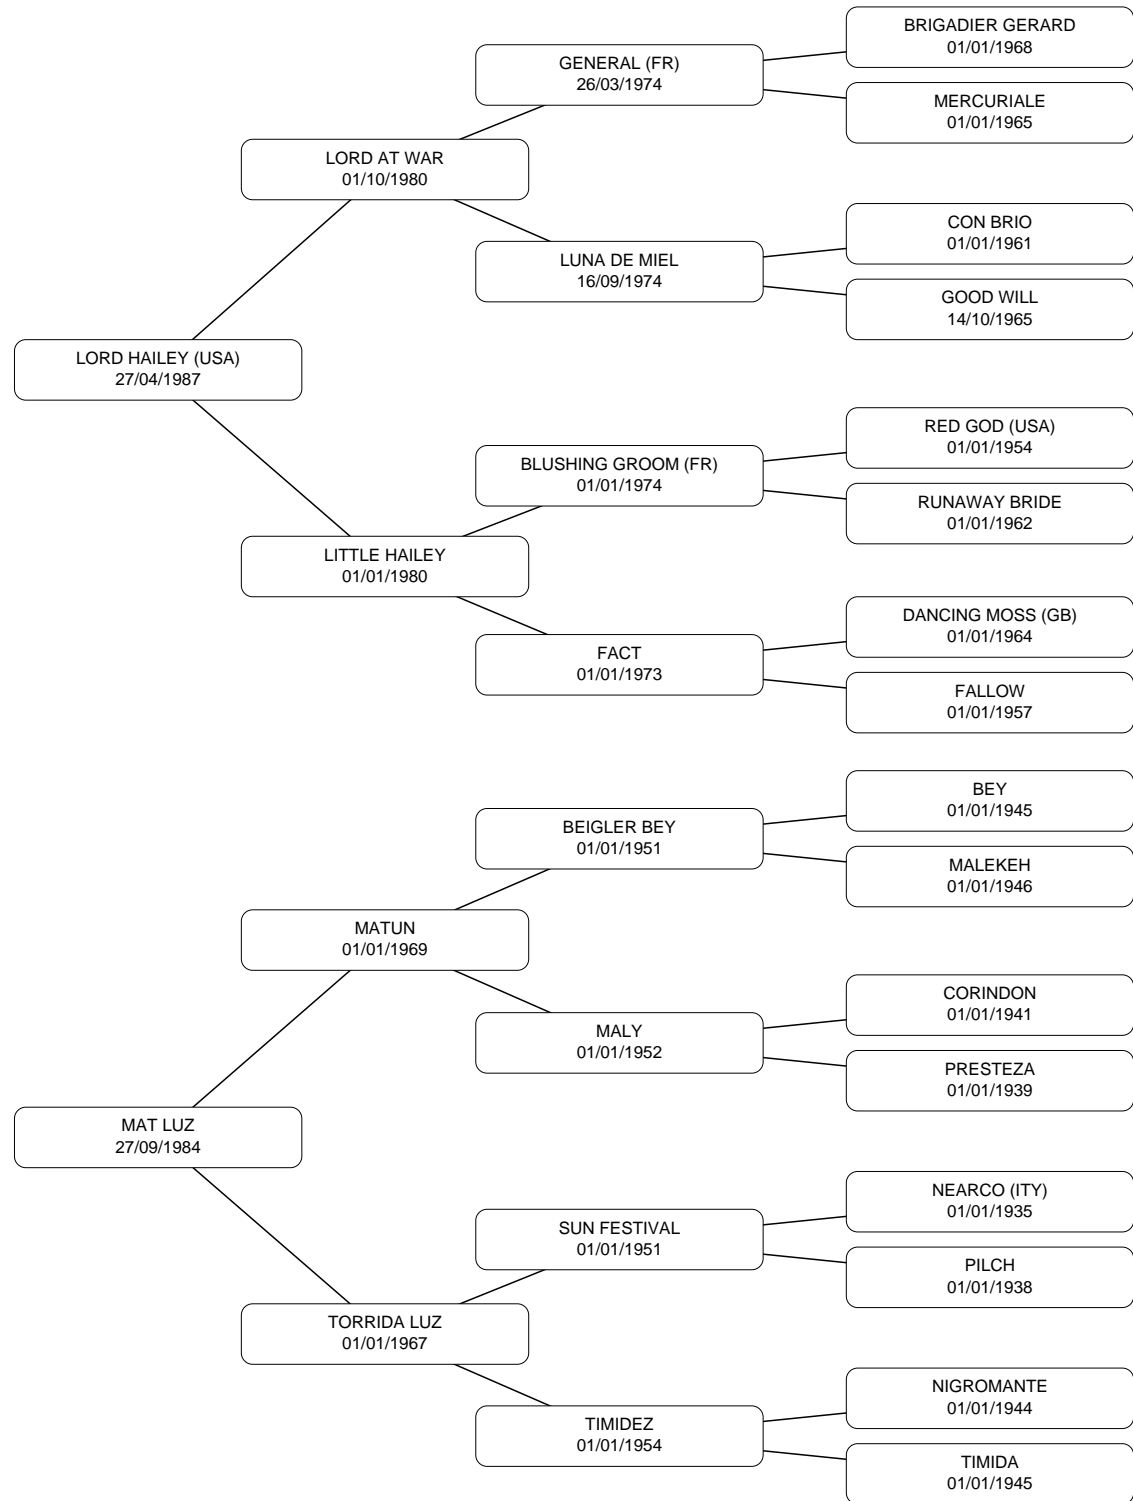 BRIGADIER GERARD
01/01/1968
GENERAL (FR)
26/03/1974
MERCURIALE
01/01/1965
LORD AT WAR
01/10/1980
CON BRIO
01/01/1961
LUNA DE MIEL
16/09/1974
GOOD WILL
14/10/1965
LORD HAILEY (USA)
27/04/1987
RED GOD (USA)
01/01/1954
BLUSHING GROOM (FR)
01/01/1974
RUNAWAY BRIDE
01/01/1962
LITTLE HAILEY
01/01/1980
DANCING MOSS (GB)
01/01/1964
FACT
01/01/1973
FALLOW
01/01/1957
BEY
01/01/1945
BEIGLER BEY
01/01/1951
MALEKEH
01/01/1946
MATUN
01/01/1969
CORINDON
01/01/1941
MALY
01/01/1952
PRESTEZA
01/01/1939
MAT LUZ
27/09/1984
NEARCO (ITY)
01/01/1935
SUN FESTIVAL
01/01/1951
PILCH
01/01/1938
TORRIDA LUZ
01/01/1967
NIGROMANTE
01/01/1944
TIMIDEZ
01/01/1954
TIMIDA
01/01/1945